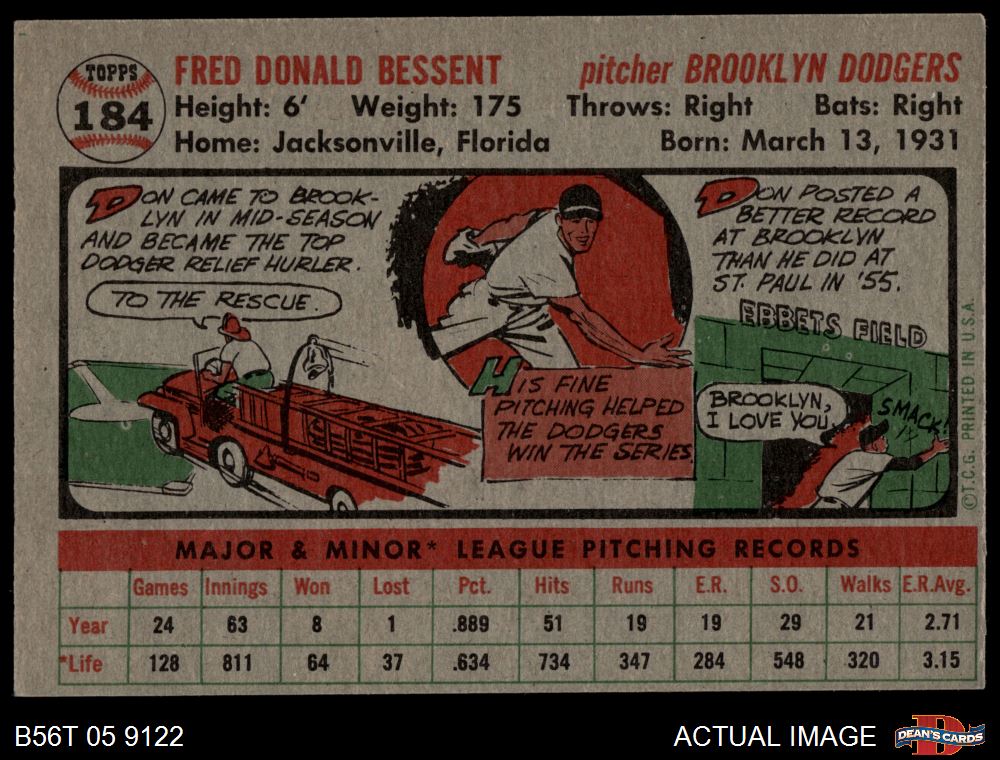 TOPPS
184
FRED DONALD BESSENT
pitcher BROOKLYN DODGERS
Height: 6' Weight: 175 Throws: Right Bats: Right
Home: Jacksonville, Florida Born: March 13, 1931
DON CAME TO BROOK-
LYN IN MID-SEASON
AND BECAME THE TOP
DODGER RELIEF HURLER.
TO THE RESCUE.
HIS FINE
PITCHING HELPED
THE DODGERS
WIN THE SERIES
DON POSTED A
BETTER RECORD
AT BROOKLYN
THAN HE DID AT
ST. PAUL IN '55.
EBBETS FIELD
BROOKLYN,
I LOVE YOU.
SMACK!
©T.C.G. PRINTED IN U.S.A.
MAJOR & MINOR* LEAGUE PITCHING RECORDS
Games Innings Won Lost Pct. Hits Runs E.R. S.O. Walks E.R.Avg.
Year 24 63 8 1 .889 51 19 19 29 21 2.71
*Life 128 811 64 37 .634 734 347 284 548 320 3.15
B56T 05 9122
ACTUAL IMAGE
D
DEAN'S CARDS